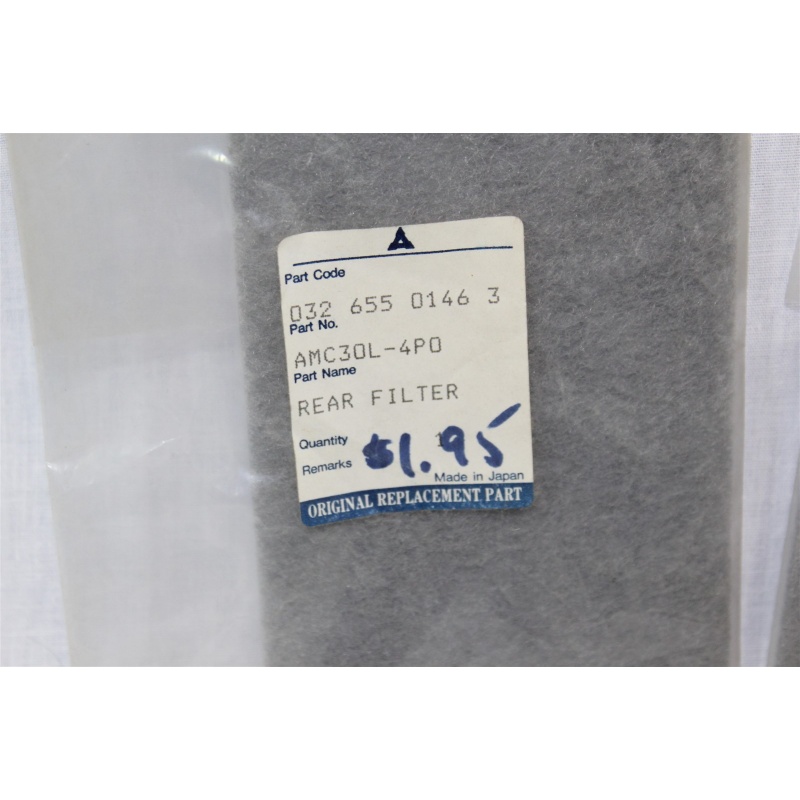 Part Code
032 655 0146 3
Part No.
AMC30L-4P0
Part Name
REAR FILTER
Quantity 1
Remarks $1.95
Made in Japan
ORIGINAL REPLACEMENT PART